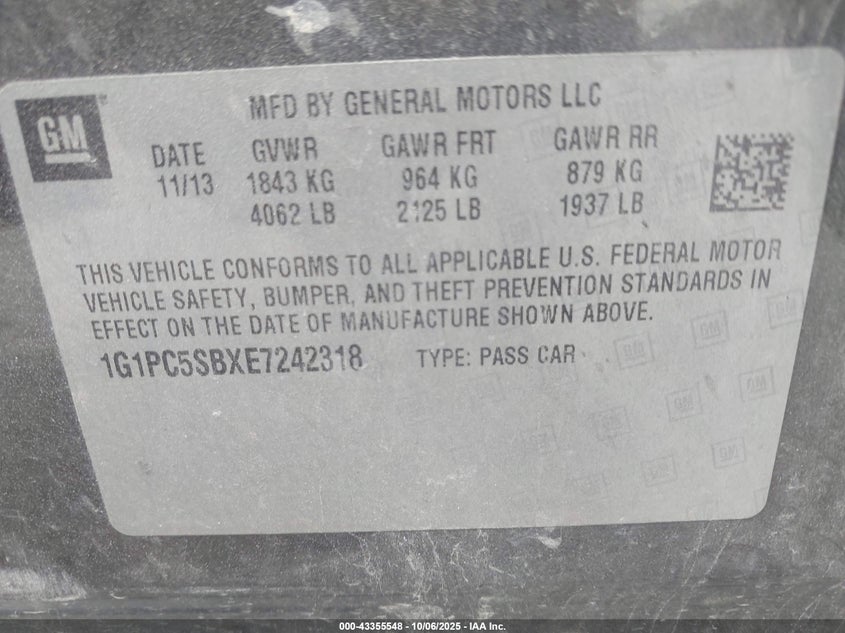 GM
MFD BY GENERAL MOTORS LLC
DATE GVWR GAWR FRT GAWR RR
11/13 1843 KG 964 KG 879 KG
4062 LB 2125 LB 1937 LB
THIS VEHICLE CONFORMS TO ALL APPLICABLE U.S. FEDERAL MOTOR
VEHICLE SAFETY, BUMPER, AND THEFT PREVENTION STANDARDS IN
EFFECT ON THE DATE OF MANUFACTURE SHOWN ABOVE.
1G1PC5SBXE7242318 TYPE: PASS CAR
000-43355548 - 10/06/2025 - IAA Inc.